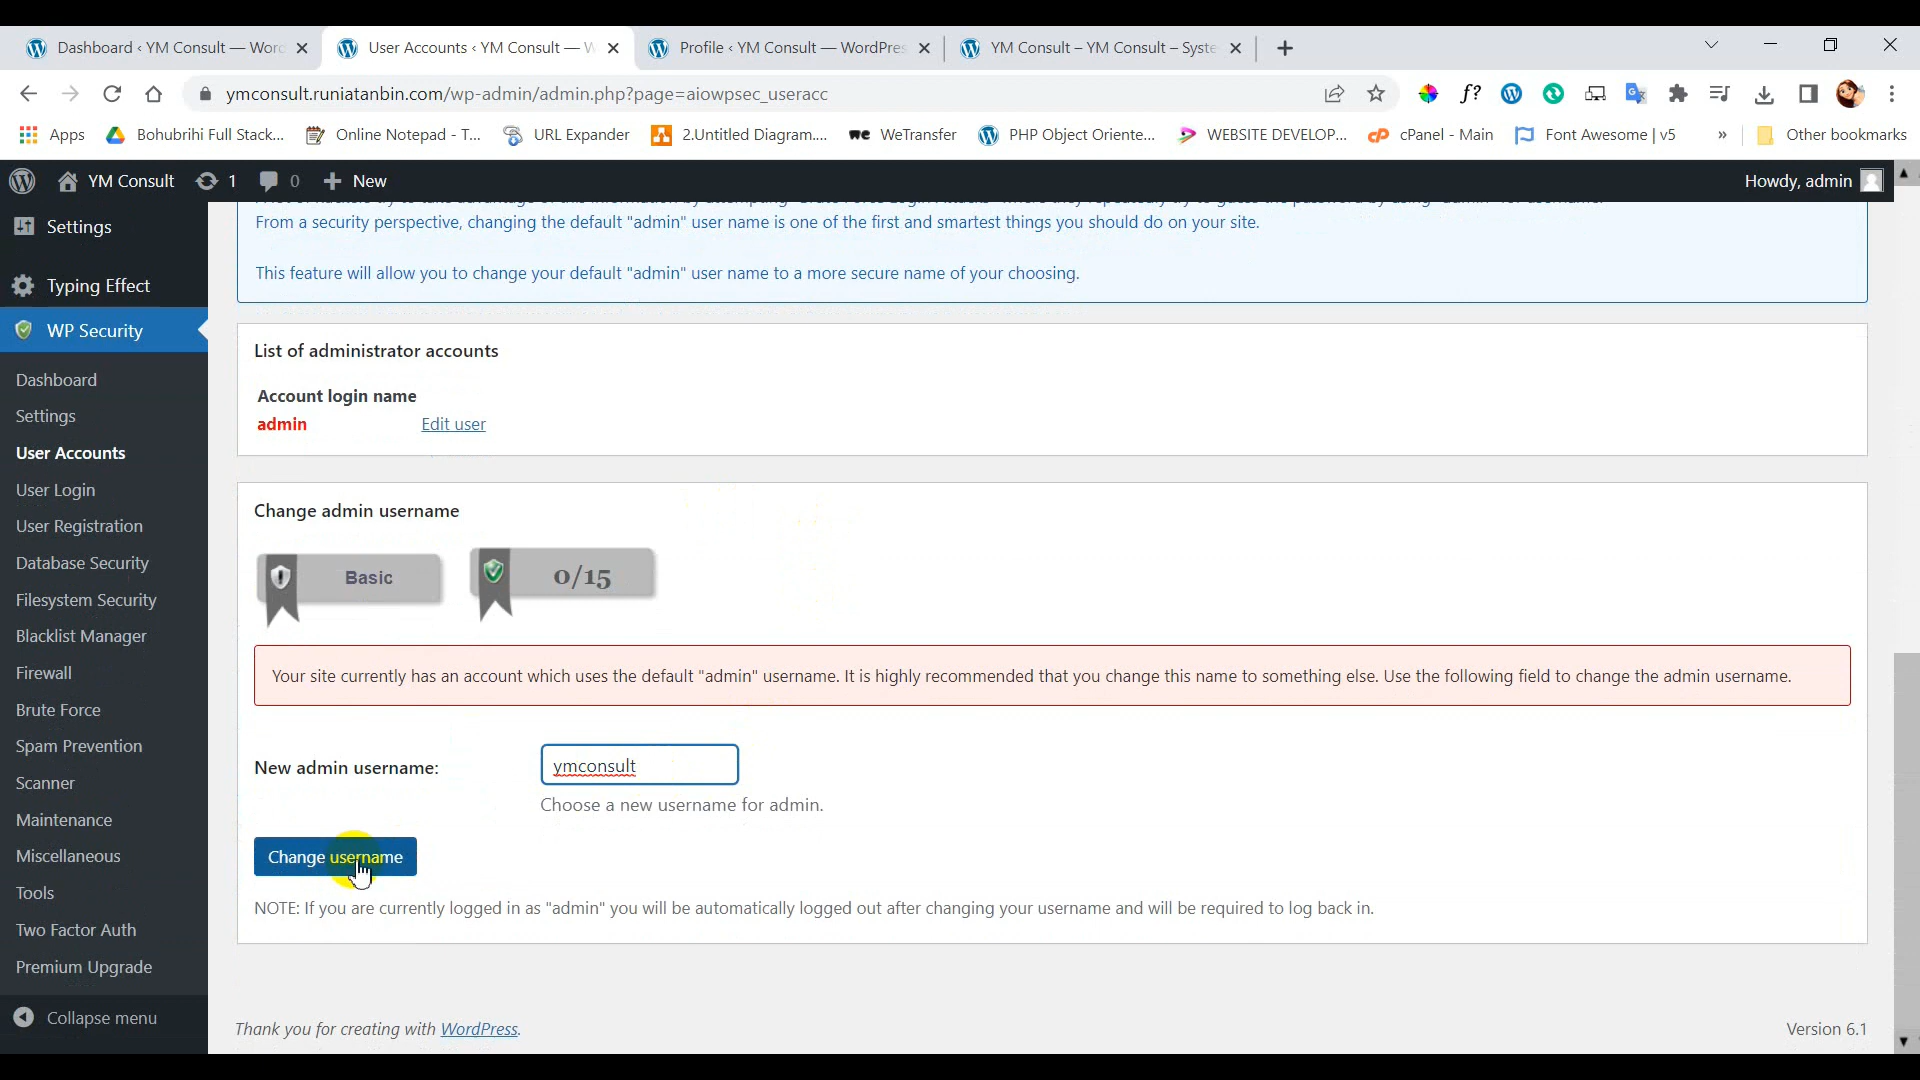 Dashboard ‹ YM Consult — Wor
User Accounts ‹ YM Consult — W
Profile ‹ YM Consult — WordPres
YM Consult – YM Consult – Syste
ymconsult.runiatanbin.com/wp-admin/admin.php?page=aiowpsec_useracc
Apps
Bohubrihi Full Stack...
Online Notepad - T...
URL Expander
2.Untitled Diagram....
WeTransfer
PHP Object Oriente...
WEBSITE DEVELOP...
cPanel - Main
Font Awesome | v5
»
Other bookmarks
YM Consult
1
0
New
Howdy, admin
Settings
Typing Effect
WP Security
Dashboard
Settings
User Accounts
User Login
User Registration
Database Security
Filesystem Security
Blacklist Manager
Firewall
Brute Force
Spam Prevention
Scanner
Maintenance
Miscellaneous
Tools
Two Factor Auth
Premium Upgrade
Collapse menu
From a security perspective, changing the default "admin" user name is one of the first and smartest things you should do on your site.
This feature will allow you to change your default "admin" user name to a more secure name of your choosing.
List of administrator accounts
Account login name
admin Edit user
Change admin username
Basic
0/15
Your site currently has an account which uses the default "admin" username. It is highly recommended that you change this name to something else. Use the following field to change the admin username.
New admin username: ymconsult
Choose a new username for admin.
Change username
NOTE: If you are currently logged in as "admin" you will be automatically logged out after changing your username and will be required to log back in.
Thank you for creating with WordPress.
Version 6.1